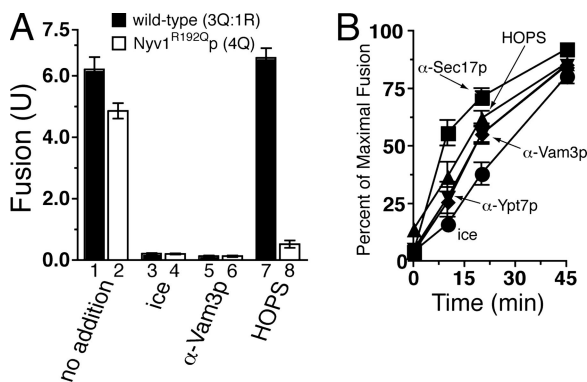 A
wild-type (3Q:1R)
Nyv1R192Qp (4Q)
Fusion (U)
7.5
6.0
4.0
2.0
0.0
1 2 3 4 5 6 7 8
no addition
ice
α-Vam3p
HOPS
B
Percent of Maximal Fusion
100
75
50
25
0
α-Sec17p
HOPS
α-Vam3p
α-Ypt7p
ice
0 15 30 45
Time (min)